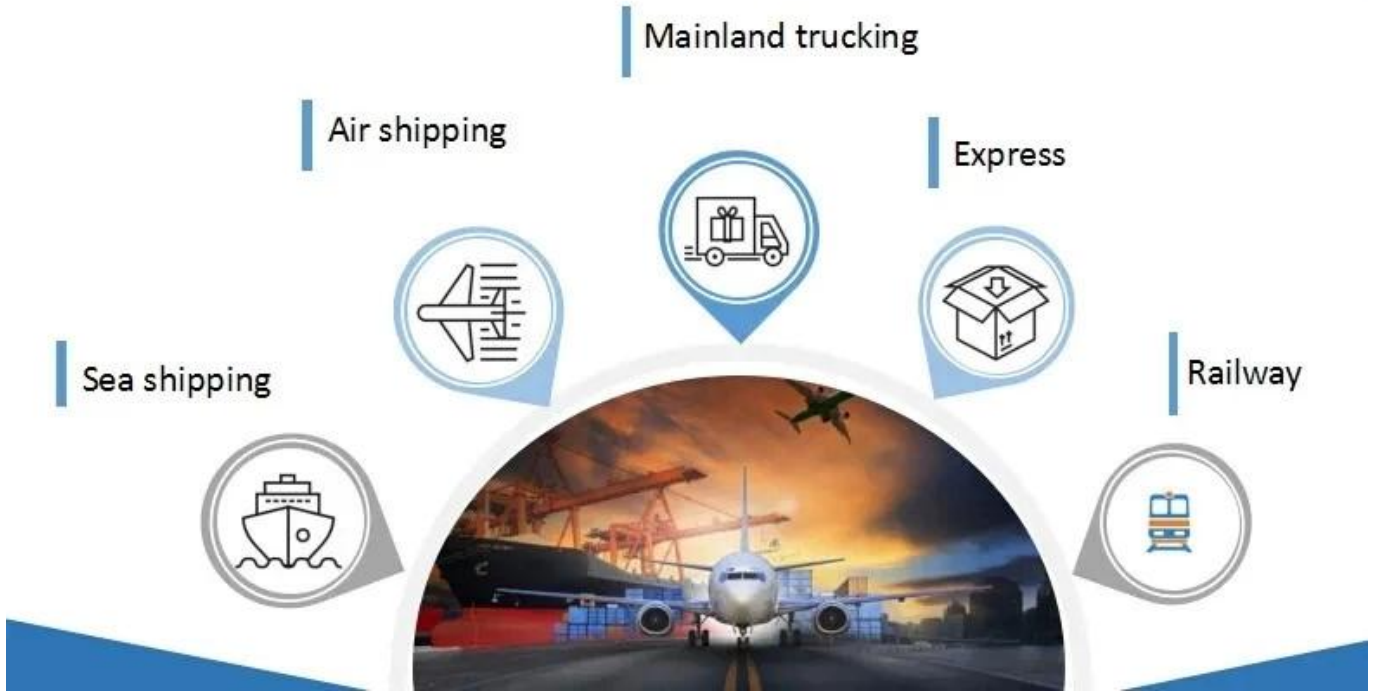 Mainland trucking
Air shipping
Express
Sea shipping
Railway